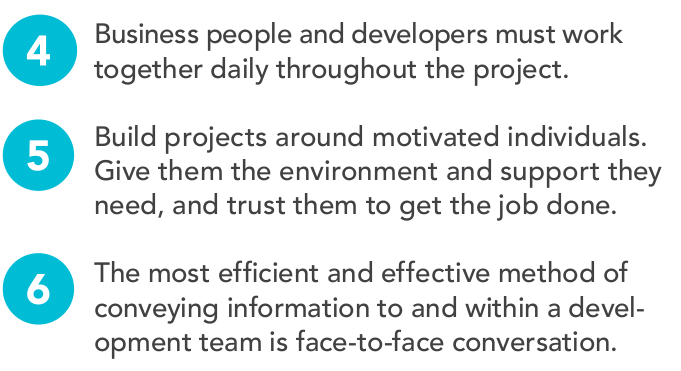 4 Business people and developers must work
together daily throughout the project.
5 Build projects around motivated individuals.
Give them the environment and support they
need, and trust them to get the job done.
6 The most efficient and effective method of
conveying information to and within a devel-
opment team is face-to-face conversation.